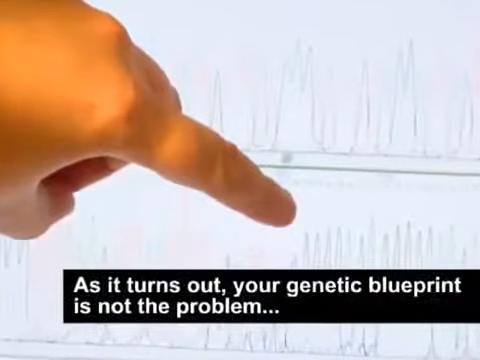 As it turns out, your genetic blueprint
is not the problem...